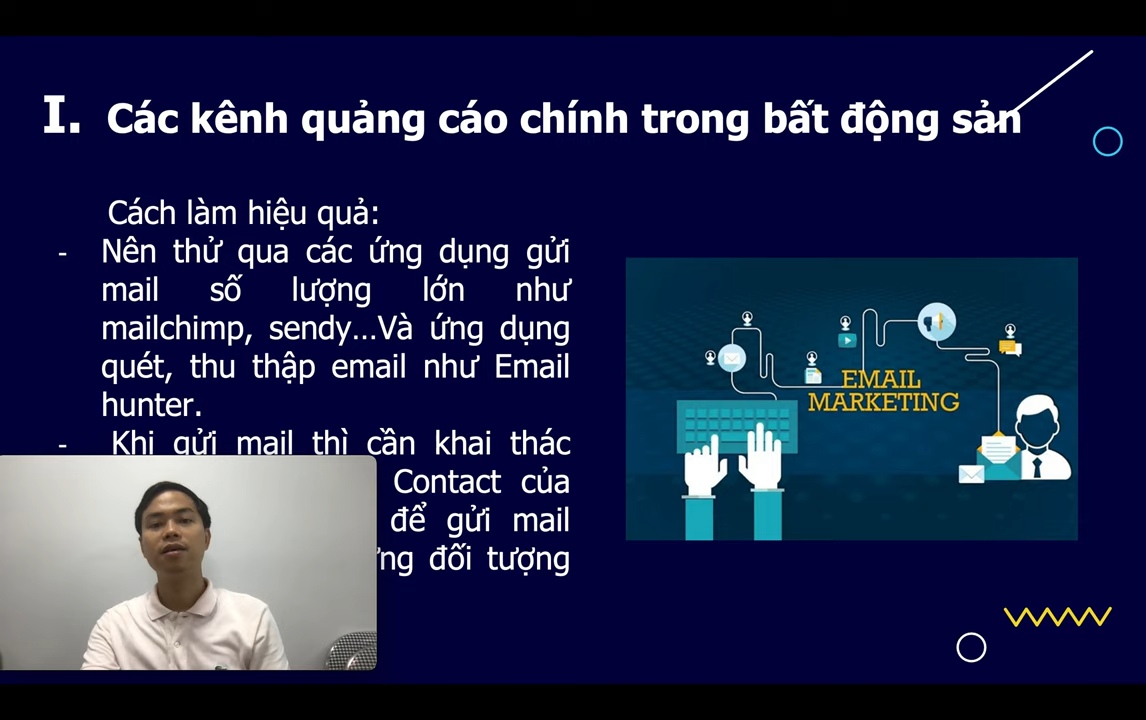 I. Các kênh quảng cáo chính trong bất động sản
Cách làm hiệu quả:
- Nên thử qua các ứng dụng gửi
mail số lượng lớn như
mailchimp, sendy...Và ứng dụng
quét, thu thập email như Email
hunter.
- Khi gửi mail thì cần khai thác
Contact của
để gửi mail
đối tượng
EMAIL
MARKETING